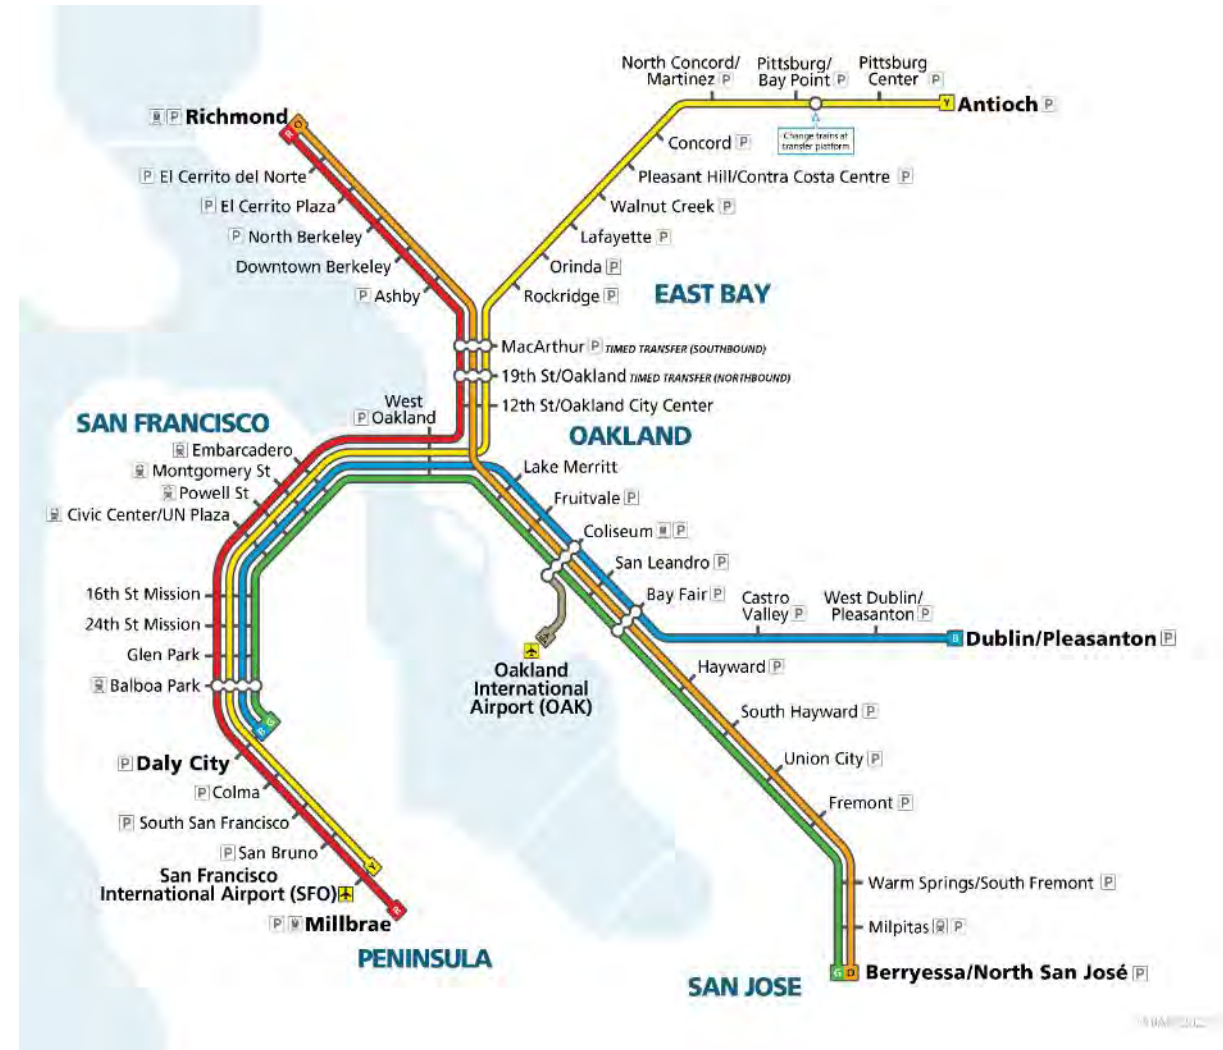 North Concord/
Martinez P
Pittsburg/
Bay Point P
Pittsburg
Center P
Y Antioch P
Change trains at
transfer platform
Concord P
Pleasant Hill/Contra Costa Centre P
Walnut Creek P
Lafayette P
Orinda P
Rockridge P
EAST BAY
P Richmond
R O
P El Cerrito del Norte
P El Cerrito Plaza
P North Berkeley
Downtown Berkeley
P Ashby
MacArthur P TIMED TRANSFER (SOUTHBOUND)
19th St/Oakland TIMED TRANSFER (NORTHBOUND)
12th St/Oakland City Center
West
P Oakland
SAN FRANCISCO
OAKLAND
Embarcadero
Montgomery St
Powell St
Civic Center/UN Plaza
Lake Merritt
Fruitvale P
Coliseum P
San Leandro P
Bay Fair P
Castro
Valley P
West Dublin/
Pleasanton P
B Dublin/Pleasanton P
16th St Mission
24th St Mission
Glen Park
Balboa Park
B G
Oakland
International
Airport (OAK)
Hayward P
South Hayward P
Union City P
Fremont P
P Daly City
P Colma
P South San Francisco
P San Bruno
Y
San Francisco
International Airport (SFO)
P Millbrae
R
PENINSULA
Warm Springs/South Fremont P
Milpitas P
G O Berryessa/North San José P
SAN JOSE